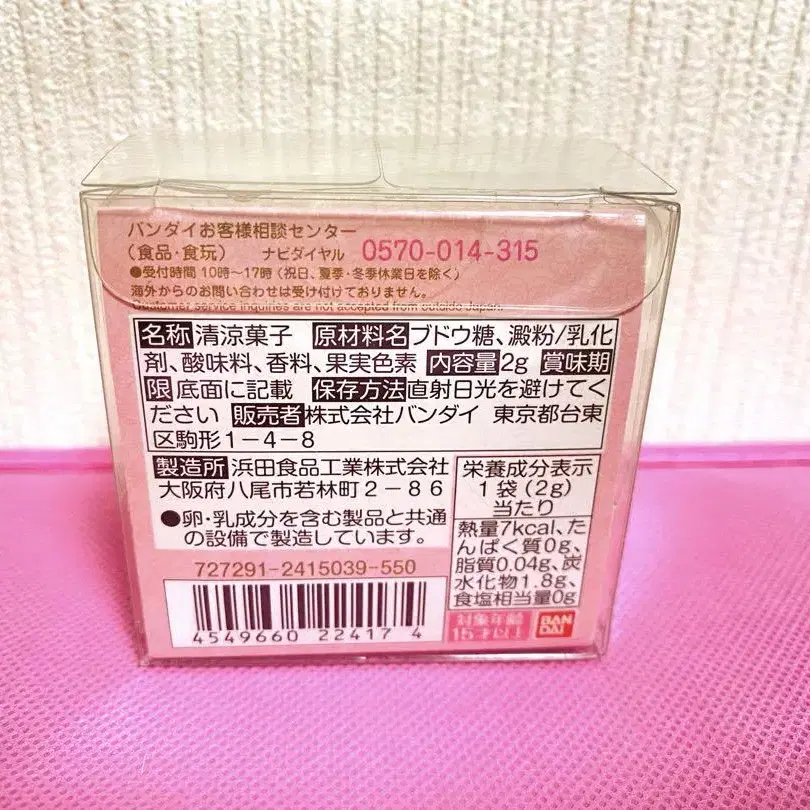 バンダイお客様相談センター
（食品・食玩） ナビダイヤル 0570-014-315
●受付時間 10時〜17時（祝日、夏季・冬季休業日を除く）
海外からのお問い合わせは受け付けておりません。
Customer service inquiries are not accepted from outside Japan.
名称 清涼菓子 原材料名 ブドウ糖、澱粉/乳化
剤、酸味料、香料、果実色素 内容量 2g 賞味期
限 底面に記載 保存方法 直射日光を避けてく
ださい 販売者 株式会社バンダイ 東京都台東
区駒形1-4-8
製造所 浜田食品工業株式会社
大阪府八尾市若林町2-86
●卵・乳成分を含む製品と共通
の設備で製造しています。
栄養成分表示
1袋(2g)
当たり
熱量7kcal、た
んぱく質0g、
脂質0.04g、炭
水化物1.8g、
食塩相当量0g
727291-2415039-550
4549660 224174
対象年齢
15才以上
BAN
DAI